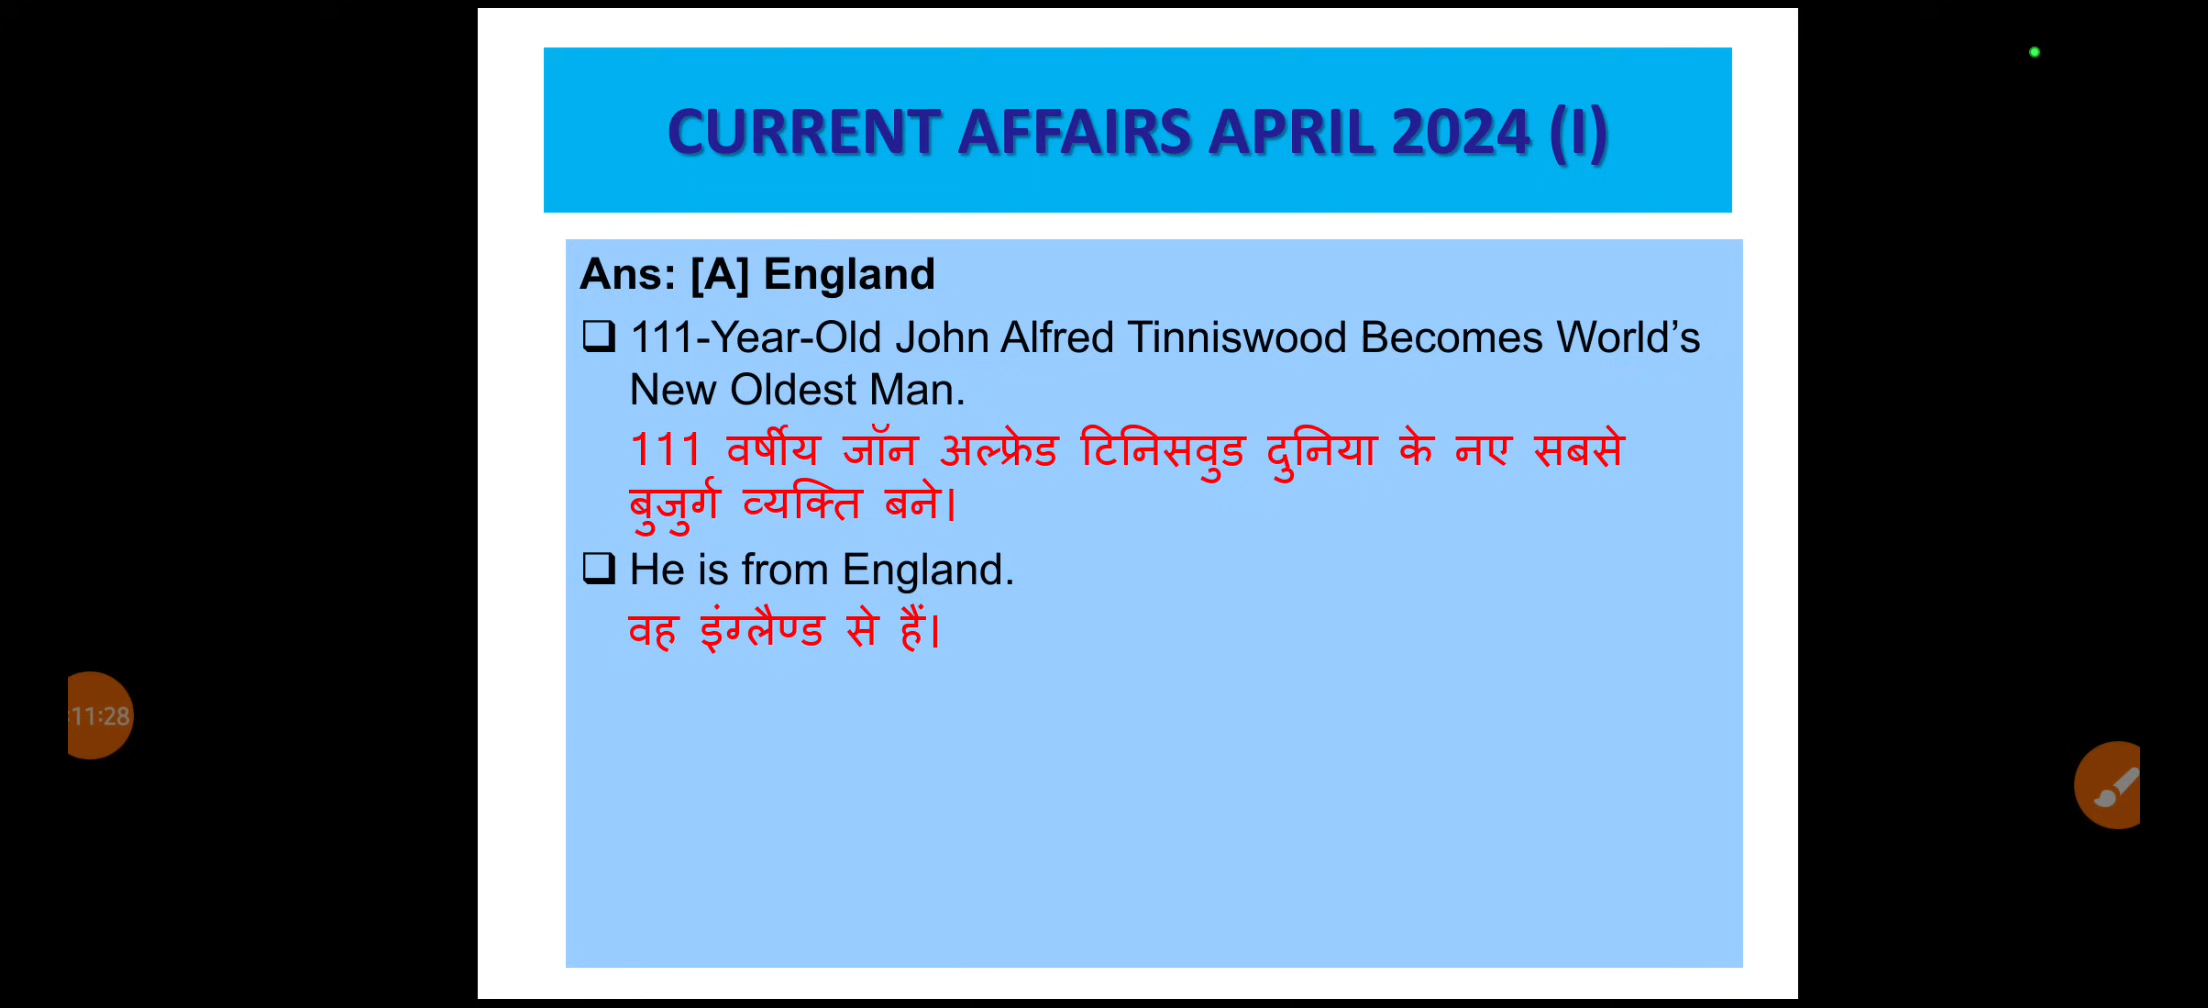 CURRENT AFFAIRS APRIL 2024 (I)
Ans: [A] England
❑ 111-Year-Old John Alfred Tinniswood Becomes World’s
New Oldest Man.
111 वर्षीय जॉन अल्फ्रेड टिनिसवुड दुनिया के नए सबसे
बुजुर्ग व्यक्ति बने।
❑ He is from England.
वह इंग्लैण्ड से हैं।
:11:28